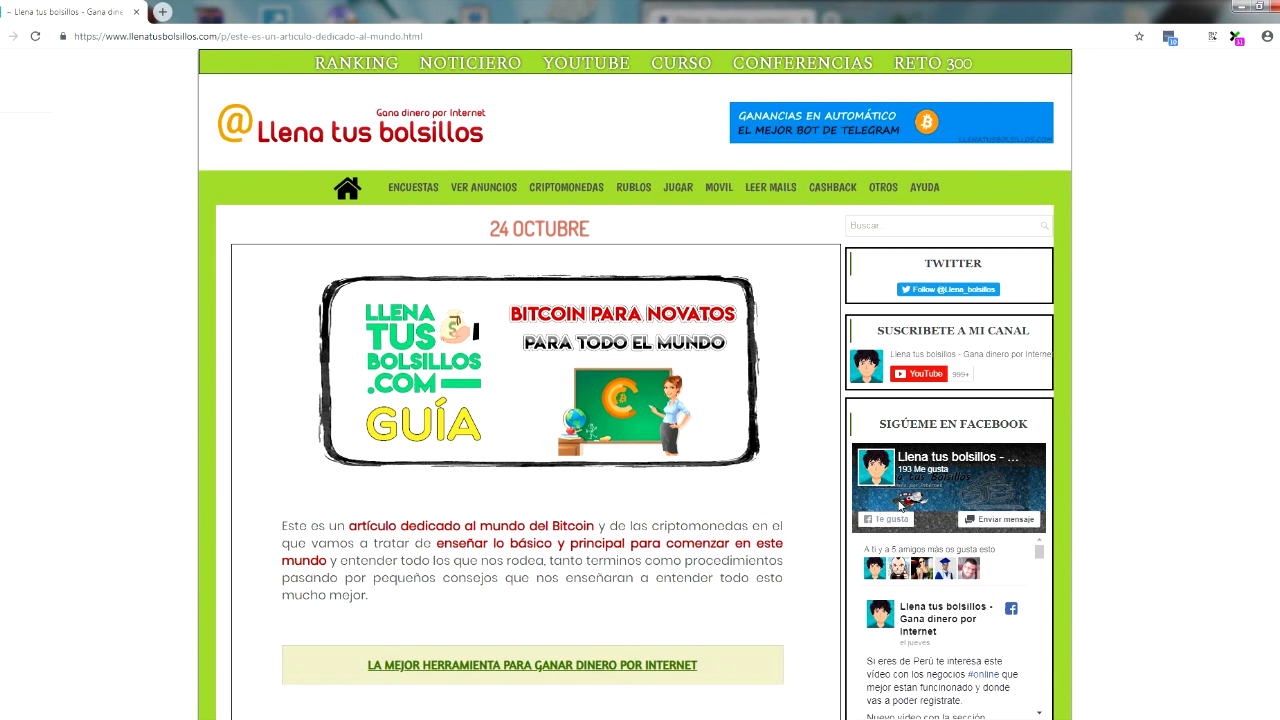 Llena tus bolsillos - Gana dine
https://www.llenatusbolsillos.com/p/este-es-un-articulo-dedicado-al-mundo.html
RANKING NOTICIERO YOUTUBE CURSO CONFERENCIAS RETO 300
Gana dinero por Internet
@Llena tus bolsillos
GANANCIAS EN AUTOMÁTICO
EL MEJOR BOT DE TELEGRAM
LLENATUSBOLSILLOS.COM
ENCUESTAS VER ANUNCIOS CRIPTOMONEDAS RUBLOS JUGAR MOVIL LEER MAILS CASHBACK OTROS AYUDA
24 OCTUBRE
LLENA
TUS
BOLSILLOS
.COM
GUÍA
BITCOIN PARA NOVATOS
PARA TODO EL MUNDO
Este es un artículo dedicado al mundo del Bitcoin y de las criptomonedas en el
que vamos a tratar de enseñar lo básico y principal para comenzar en este
mundo y entender todo los que nos rodea, tanto terminos como procedimientos
pasando por pequeños consejos que nos enseñaran a entender todo esto
mucho mejor.
LA MEJOR HERRAMIENTA PARA GANAR DINERO POR INTERNET
Buscar..
TWITTER
Follow @Llena_bolsillos
SUSCRIBETE A MI CANAL
Llena tus bolsillos - Gana dinero por Interne
YouTube 999+
SIGÚEME EN FACEBOOK
Llena tus bolsillos - ...
193 Me gusta
Te gusta
Enviar mensaje
A ti y a 5 amigos más os gusta esto
Llena tus bolsillos -
Gana dinero por
Internet
el jueves
Si eres de Perú te interesa este
vídeo con los negocios #online que
mejor estan funcinonado y donde
vas a poder registrate.
Nuevo vídeo con la sección